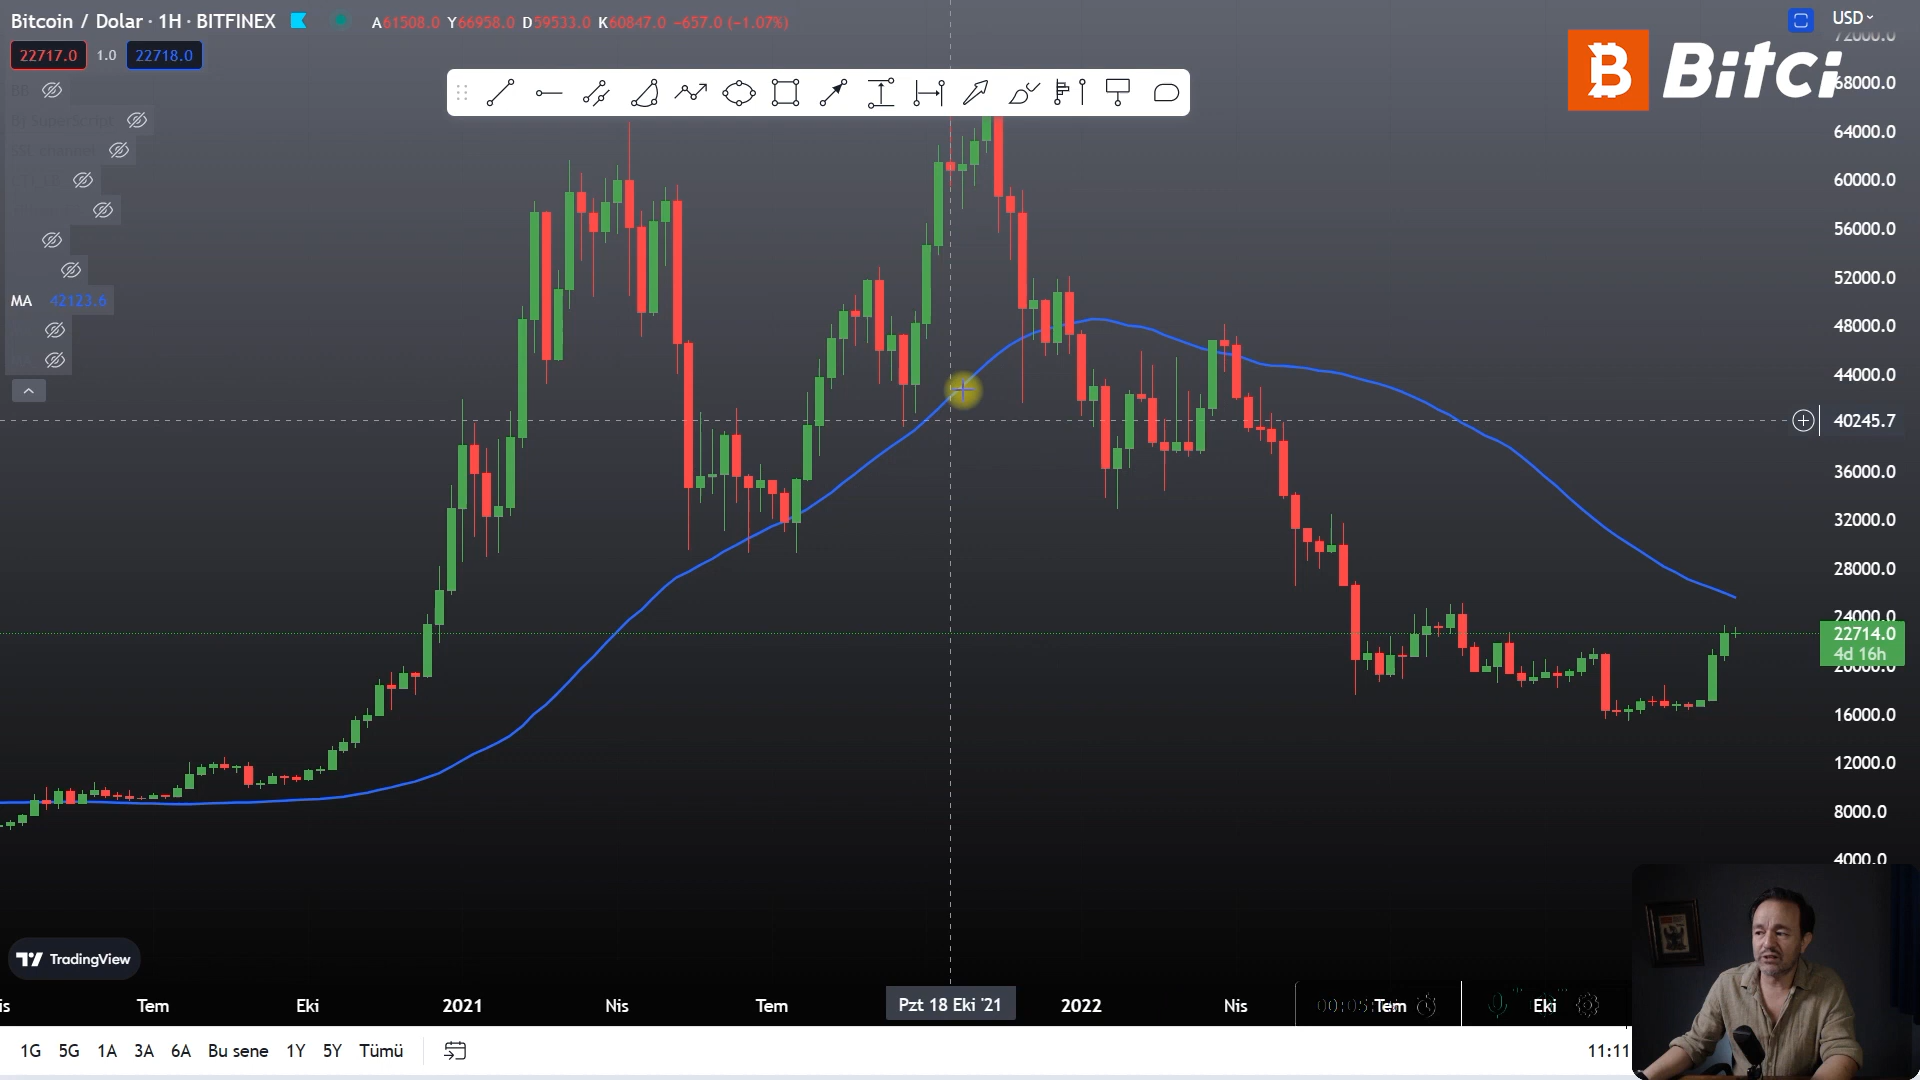 Bitcoin / Dolar · 1H · BITFINEX A61508.0 Y66958.0 D59533.0 K60847.0 −657.0 (−1.07%)
USD
22717.0 1.0 22718.0
72000.0
Bitci
68000.0
64000.0
60000.0
56000.0
52000.0
MA 42123.6
48000.0
44000.0
40245.7
36000.0
32000.0
28000.0
24000.0
22714.0
4d 16h
20000.0
16000.0
12000.0
8000.0
4000.0
TradingView
Tem Eki 2021 Nis Tem Pzt 18 Eki '21 2022 Nis Tem Eki
1G 5G 1A 3A 6A Bu sene 1Y 5Y Tümü 11:11